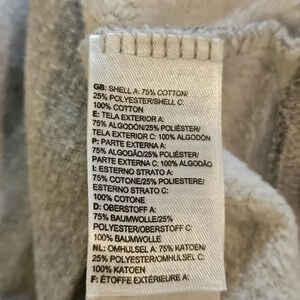 GB: SHELL A: 75% COTTON/
25% POLYESTER/SHELL C:
100% COTTON
E: TELA EXTERIOR A:
75% ALGODÓN/25% POLIÉSTER/
TELA EXTERIOR C: 100% ALGODÓN
P: PARTE EXTERNA A:
75% ALGODÃO/25% POLIÉSTER/
PARTE EXTERNA C: 100% ALGODÃO
I: ESTERNO STRATO A:
75% COTONE/25% POLIESTERE/
ESTERNO STRATO C:
100% COTONE
D: OBERSTOFF A:
75% BAUMWOLLE/25%
POLYESTER/OBERSTOFF C:
100% BAUMWOLLE
NL: OMHULSEL A: 75% KATOEN/
25% POLYESTER/OMHULSEL C:
100% KATOEN
F: ÉTOFFE EXTÉRIEURE A: